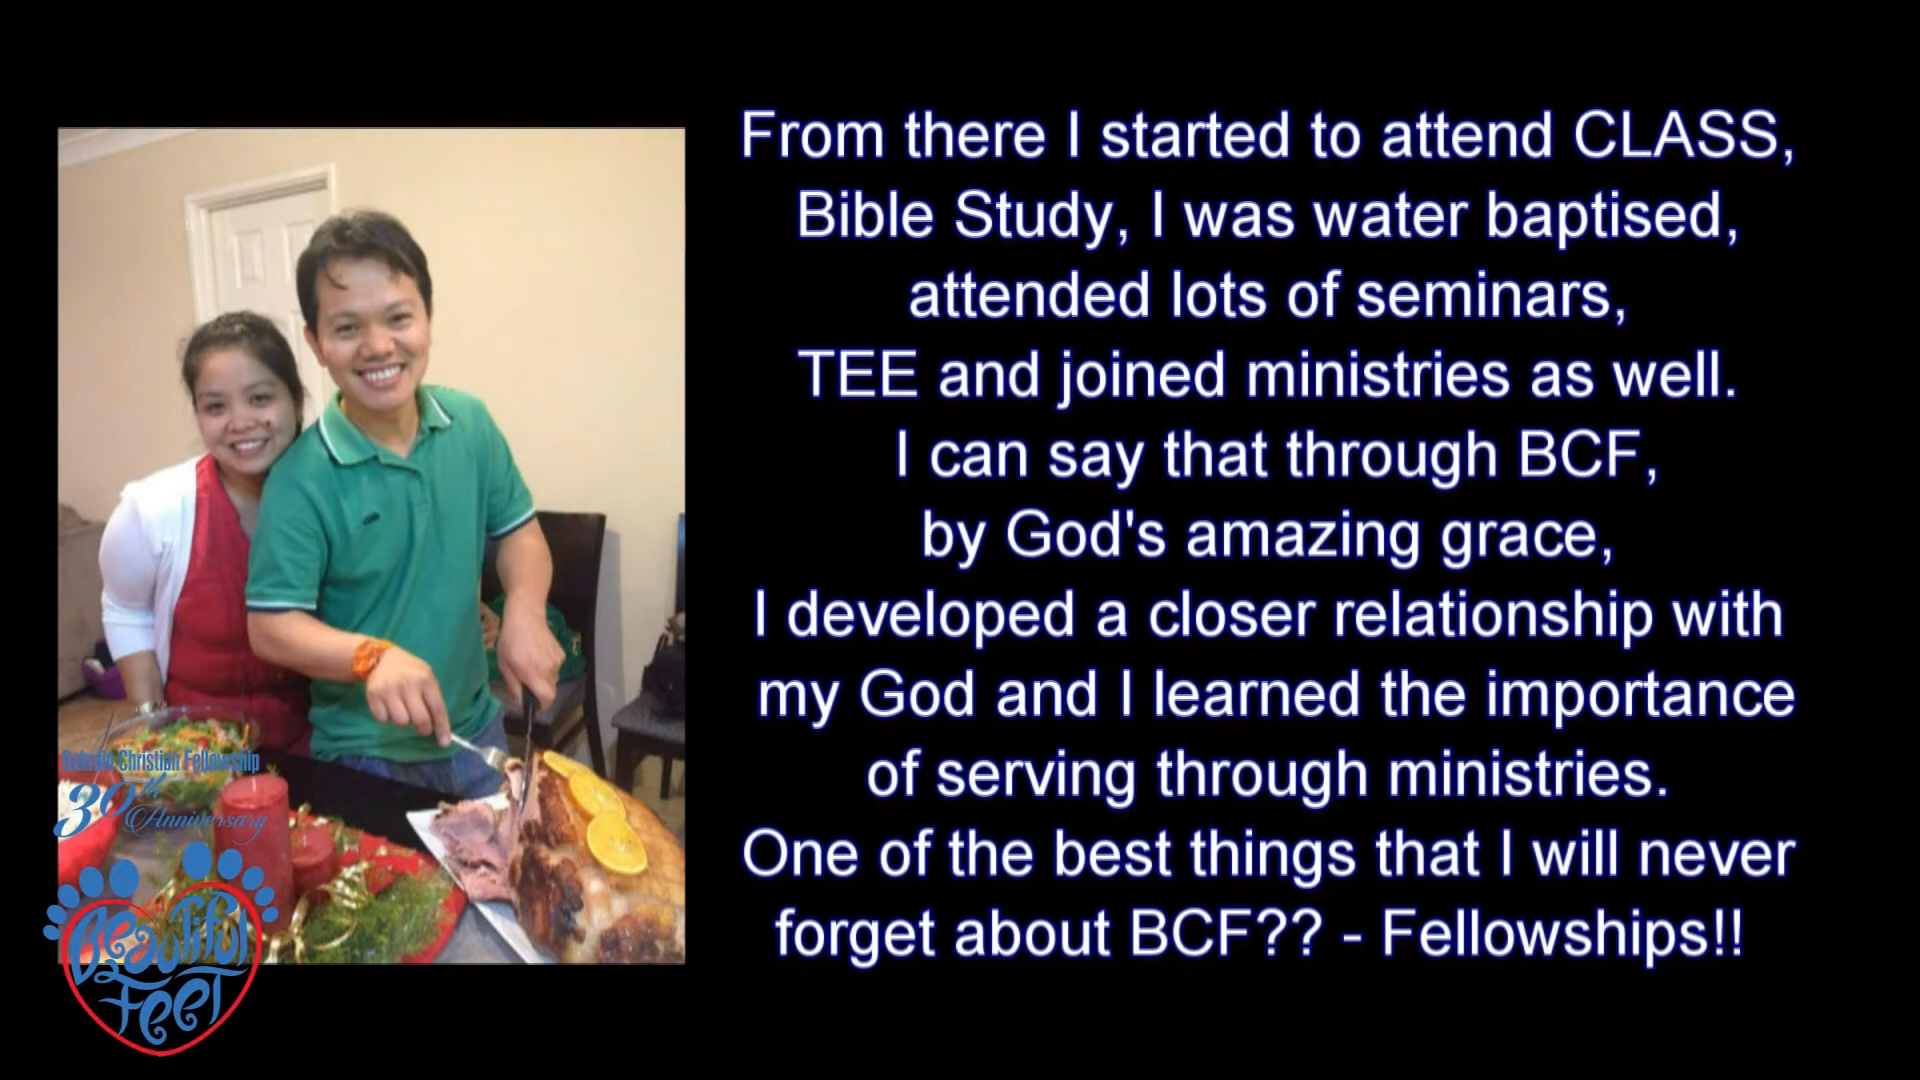 From there I started to attend CLASS,
Bible Study, I was water baptised,
attended lots of seminars,
TEE and joined ministries as well.
I can say that through BCF,
by God's amazing grace,
I developed a closer relationship with
my God and I learned the importance
of serving through ministries.
One of the best things that I will never
forget about BCF?? - Fellowships!!
Bahrain Christian Fellowship
30th
Anniversary
Beautiful
Feet